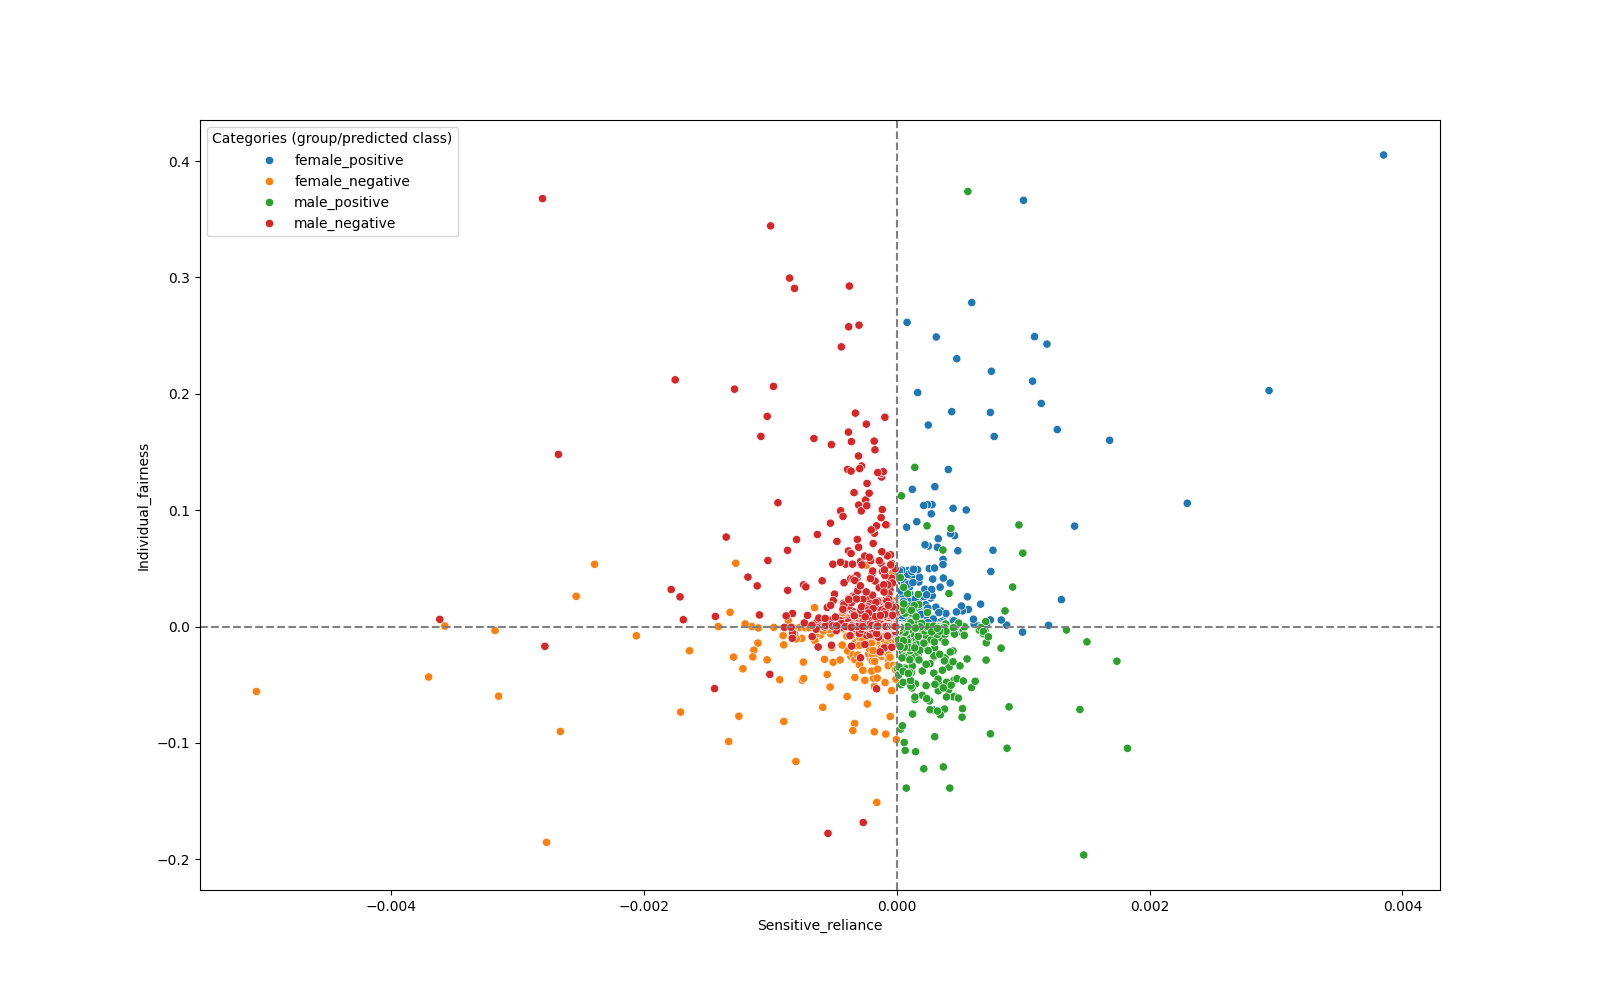 Categories (group/predicted class)
female_positive
female_negative
male_positive
male_negative
0.4
0.3
0.2
0.1
0.0
−0.1
−0.2
Individual_fairness
−0.004
−0.002
0.000
0.002
0.004
Sensitive_reliance